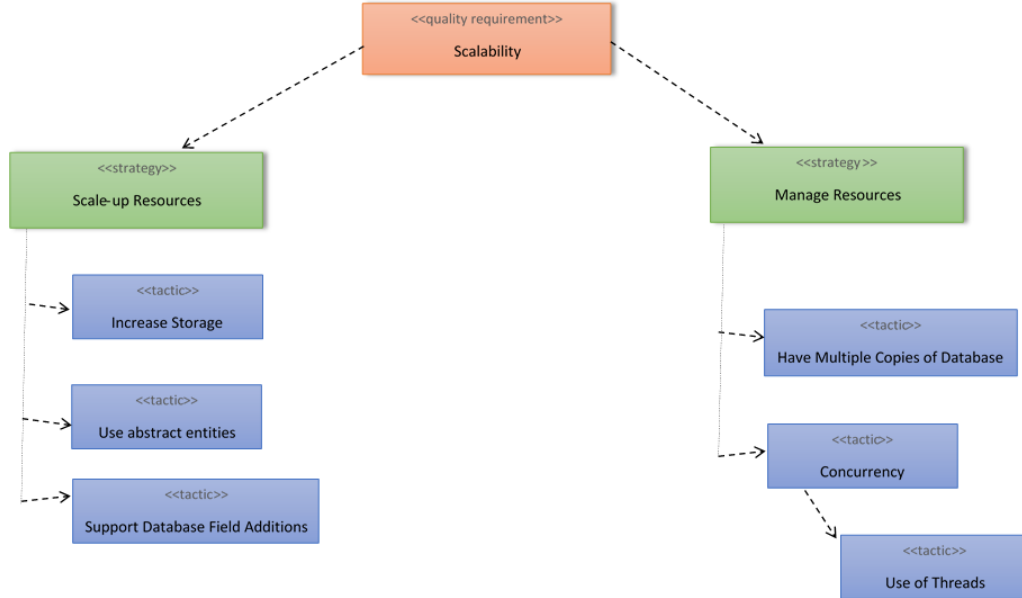 <<quality requirement>>
Scalability
<<strategy>>
Scale-up Resources
<<tactic>>
Increase Storage
<<tactic>>
Use abstract entities
<<tactic>>
Support Database Field Additions
<<strategy>>
Manage Resources
<<tactic>>
Have Multiple Copies of Database
<<tactic>>
Concurrency
<<tactic>>
Use of Threads